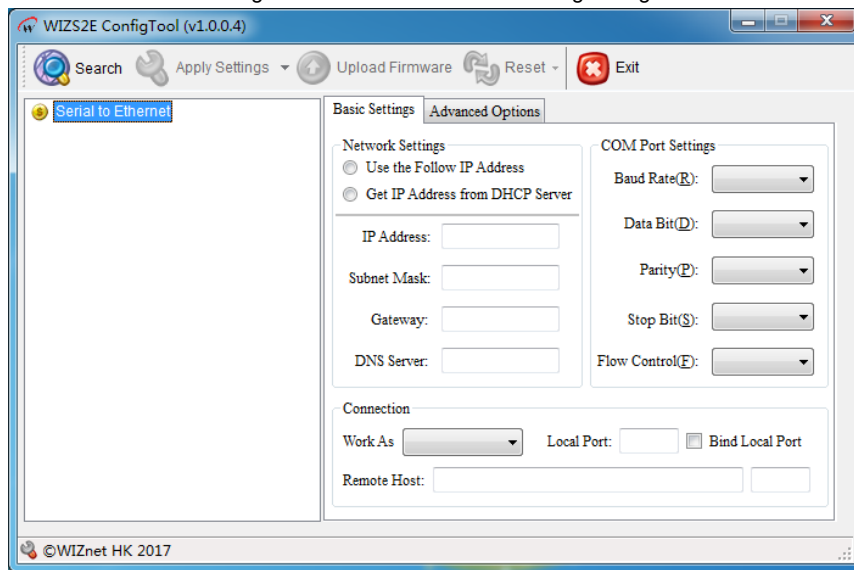 WIZS2E ConfigTool (v1.0.0.4)
Search Apply Settings Upload Firmware Reset Exit
Serial to Ethernet
Basic Settings Advanced Options
Network Settings
Use the Follow IP Address
Get IP Address from DHCP Server
IP Address:
Subnet Mask:
Gateway:
DNS Server:
COM Port Settings
Baud Rate(R):
Data Bit(D):
Parity(P):
Stop Bit(S):
Flow Control(F):
Connection
Work As Local Port: Bind Local Port
Remote Host:
©WIZnet HK 2017